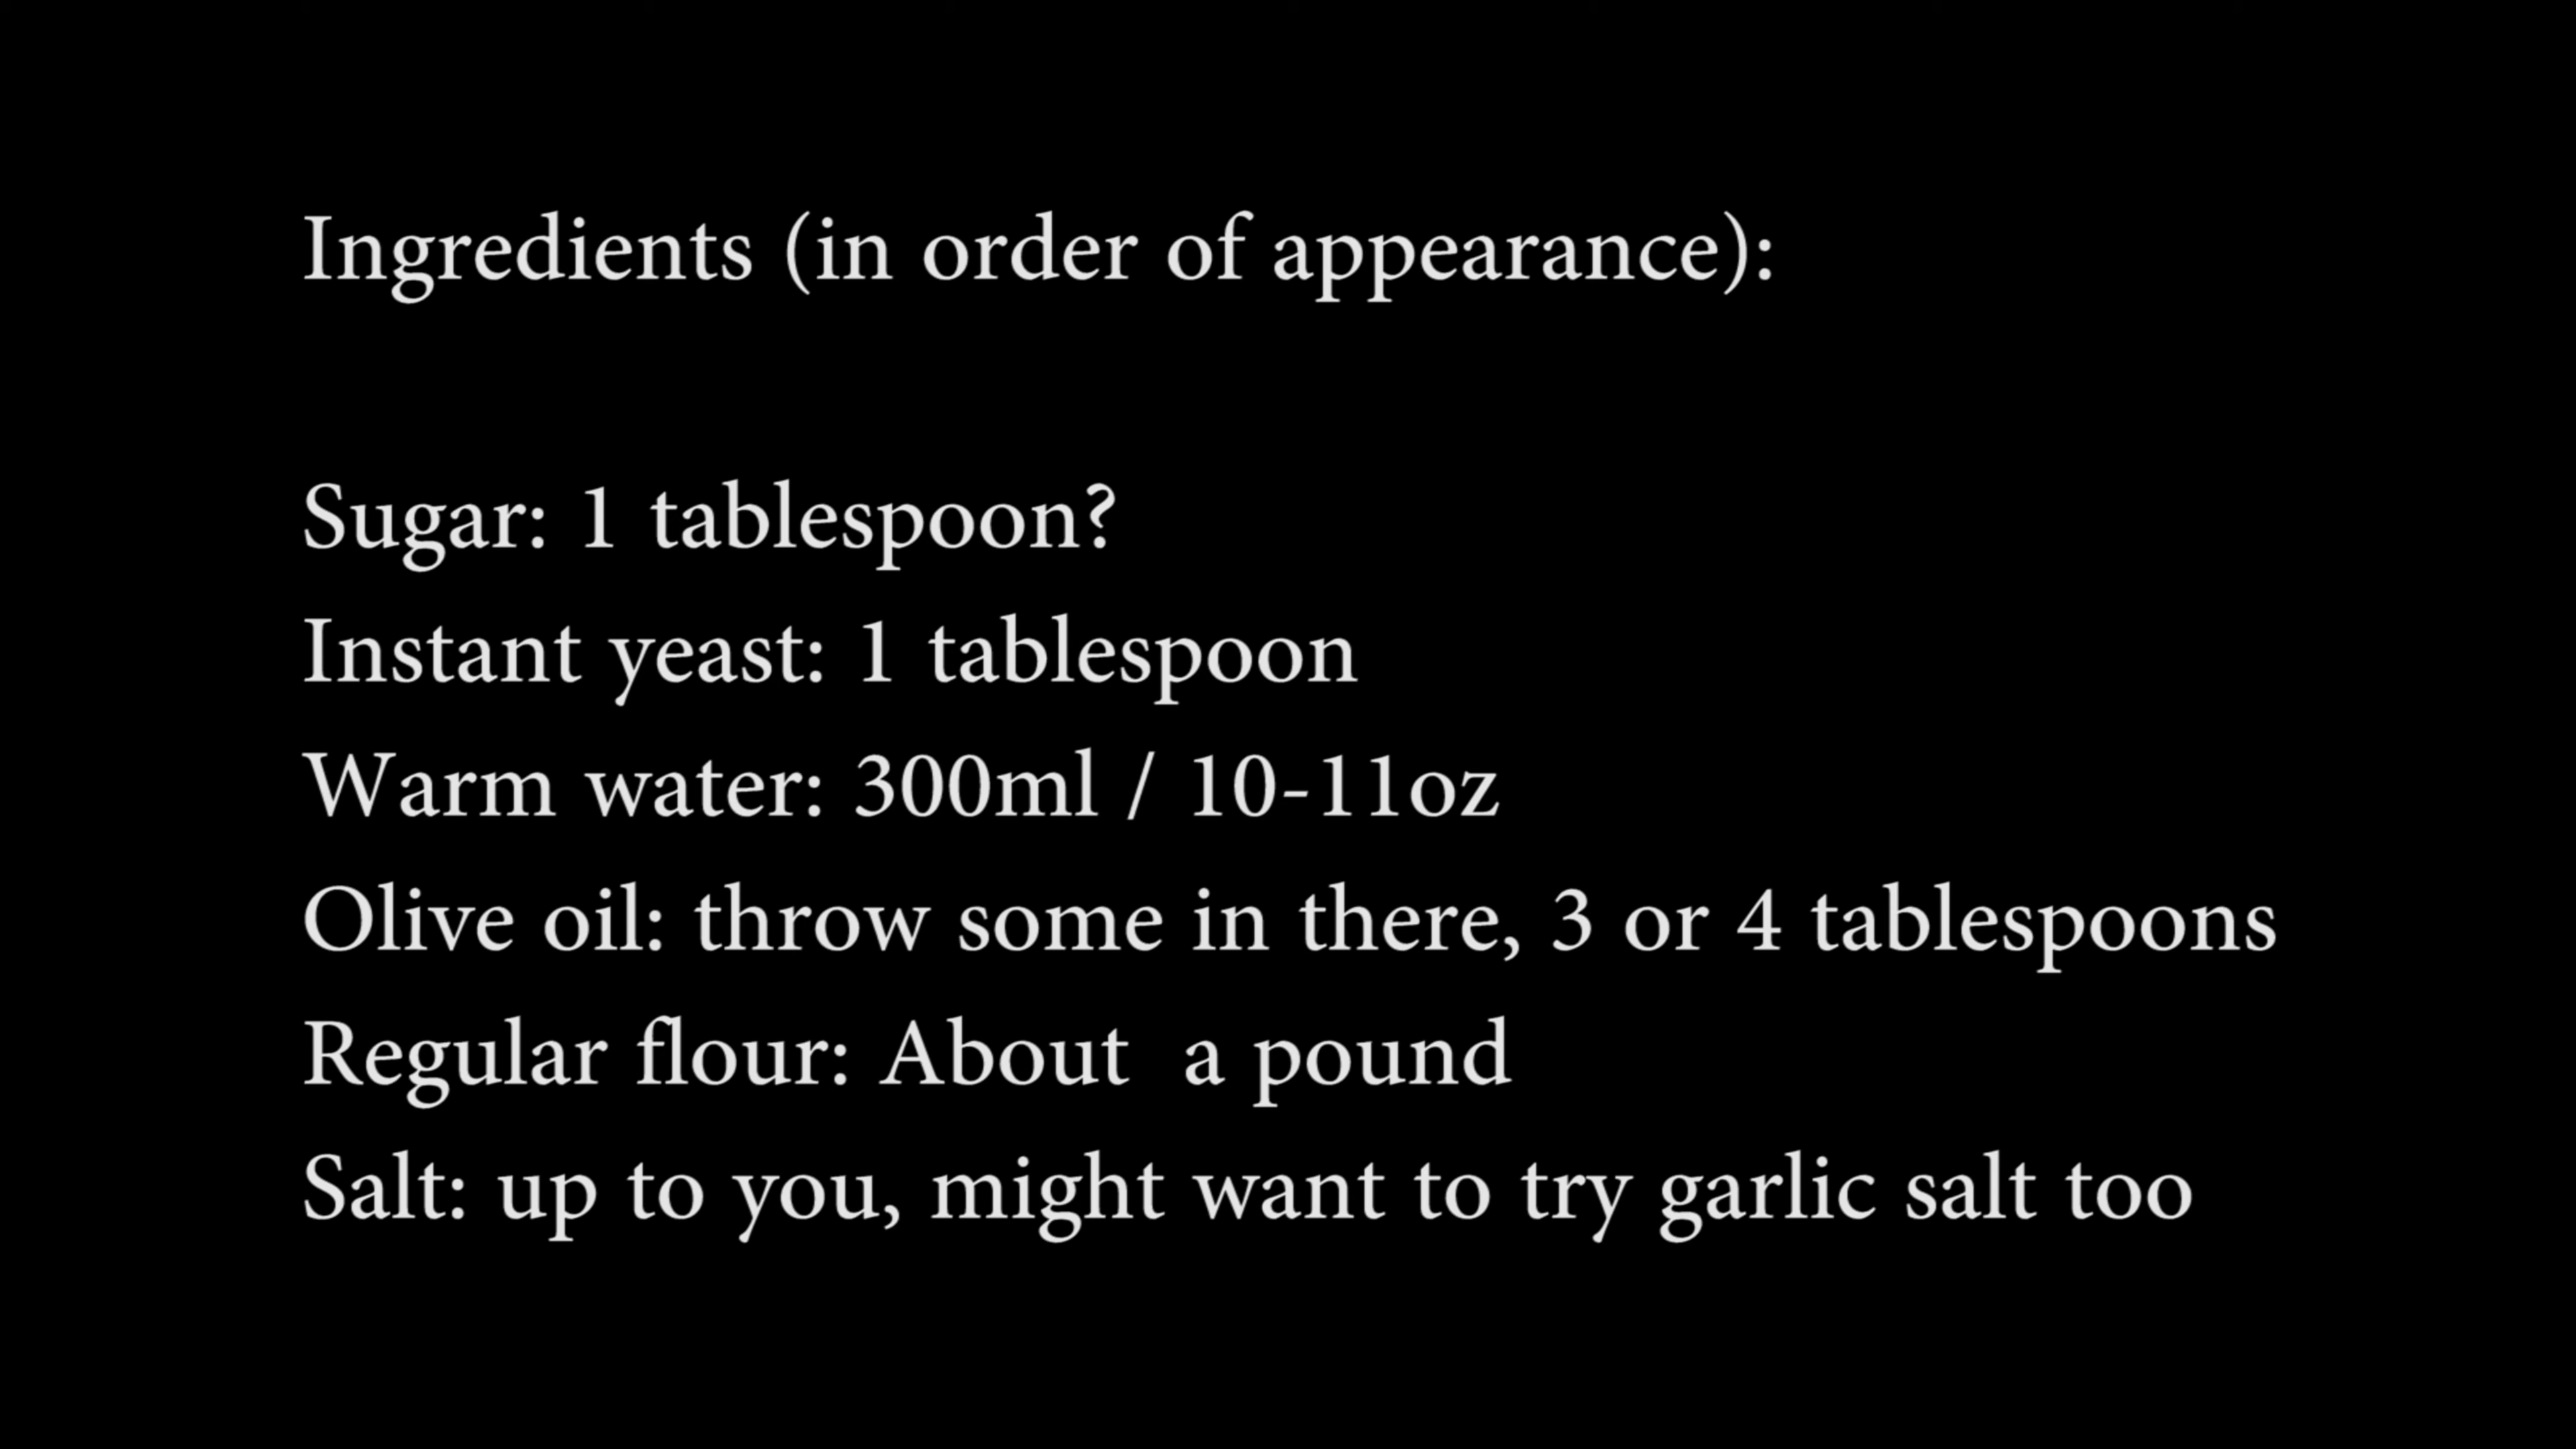 Ingredients (in order of appearance):
Sugar: 1 tablespoon?
Instant yeast: 1 tablespoon
Warm water: 300ml / 10-11oz
Olive oil: throw some in there, 3 or 4 tablespoons
Regular flour: About  a pound
Salt: up to you, might want to try garlic salt too